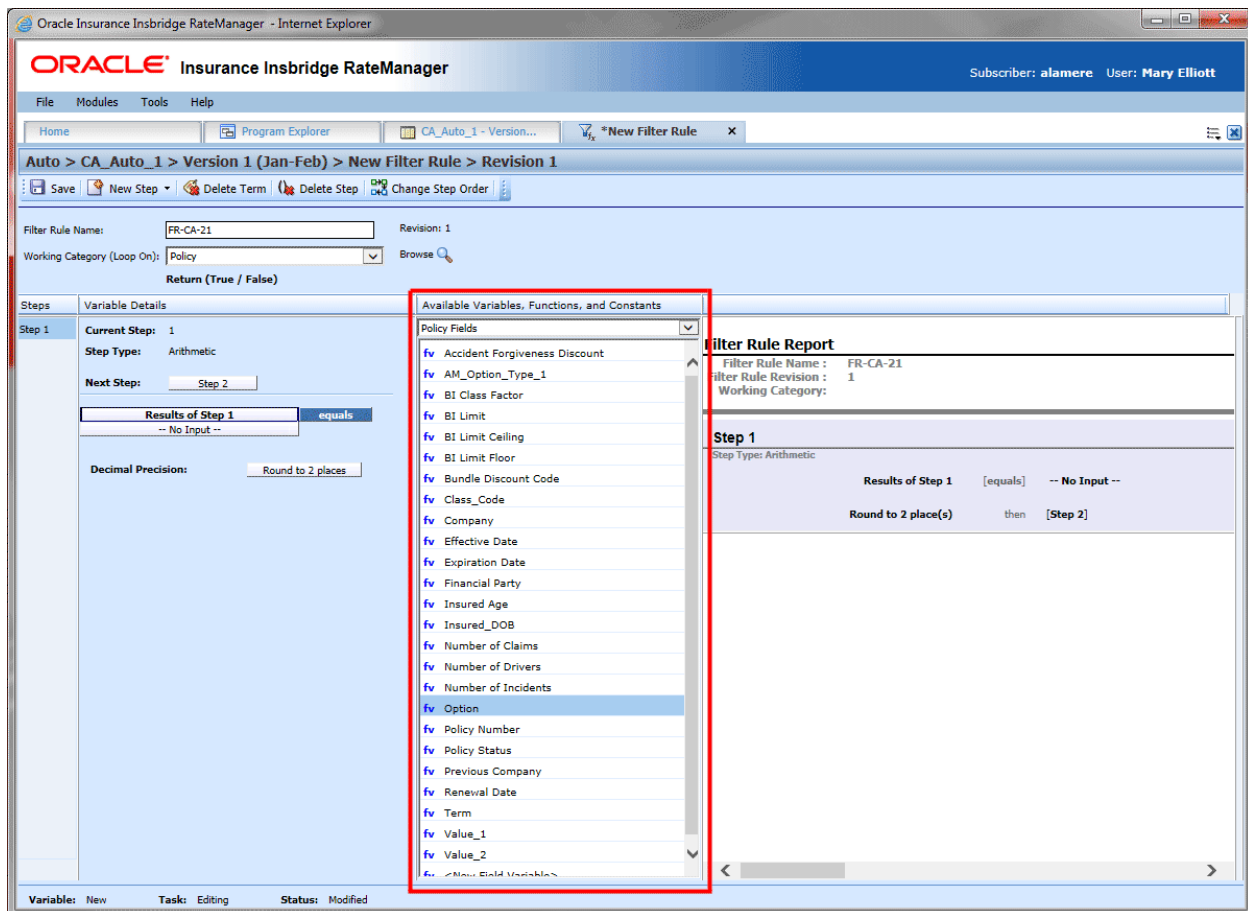 Oracle Insurance Insbridge RateManager - Internet Explorer
ORACLE Insurance Insbridge RateManager
Subscriber: alamere User: Mary Elliott
File Modules Tools Help
Home Program Explorer CA_Auto_1 - Version... *New Filter Rule x
Auto > CA_Auto_1 > Version 1 (Jan-Feb) > New Filter Rule > Revision 1
Save New Step Delete Term Delete Step Change Step Order
Filter Rule Name: FR-CA-21 Revision: 1
Working Category (Loop On): Policy Browse
Return (True / False)
Steps
Step 1
Variable Details
Current Step: 1
Step Type: Arithmetic
Next Step: Step 2
Results of Step 1 equals
-- No Input --
Decimal Precision: Round to 2 places
Available Variables, Functions, and Constants
Policy Fields
fv Accident Forgiveness Discount
fv AM_Option_Type_1
fv BI Class Factor
fv BI Limit
fv BI Limit Ceiling
fv BI Limit Floor
fv Bundle Discount Code
fv Class_Code
fv Company
fv Effective Date
fv Expiration Date
fv Financial Party
fv Insured Age
fv Insured_DOB
fv Number of Claims
fv Number of Drivers
fv Number of Incidents
fv Option
fv Policy Number
fv Policy Status
fv Previous Company
fv Renewal Date
fv Term
fv Value_1
fv Value_2
fv <New Field Variable>
Filter Rule Report
Filter Rule Name : FR-CA-21
Filter Rule Revision : 1
Working Category:
Step 1
Step Type: Arithmetic
Results of Step 1 [equals] -- No Input --
Round to 2 place(s) then [Step 2]
Variable: New Task: Editing Status: Modified